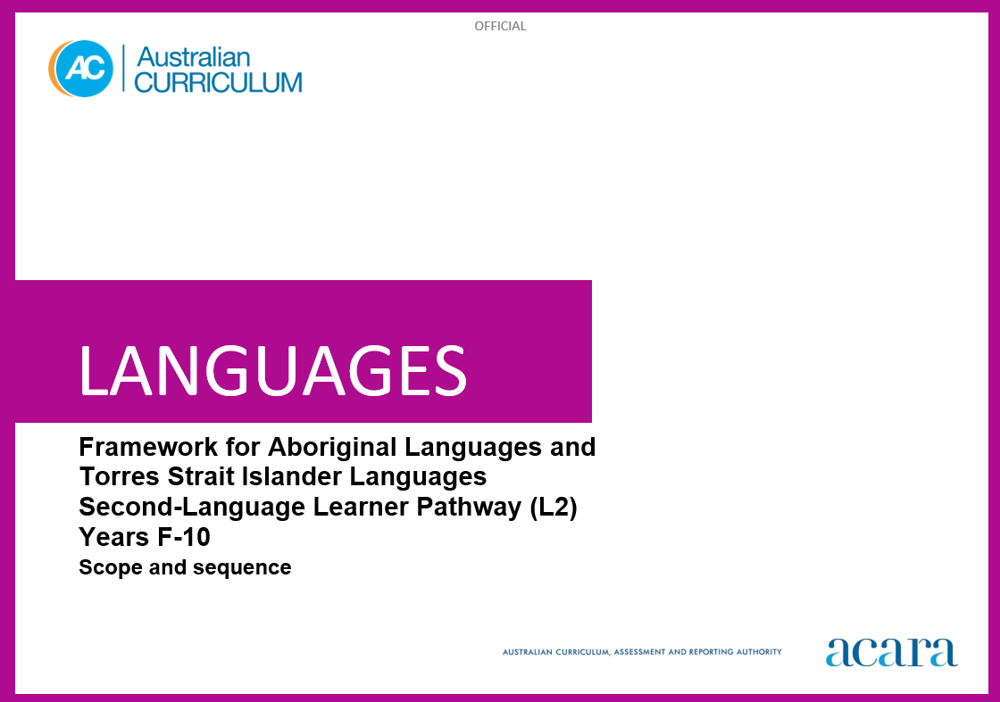 OFFICIAL
AC
Australian
CURRICULUM
LANGUAGES
Framework for Aboriginal Languages and
Torres Strait Islander Languages
Second-Language Learner Pathway (L2)
Years F-10
Scope and sequence
AUSTRALIAN CURRICULUM, ASSESSMENT AND REPORTING AUTHORITY
acara